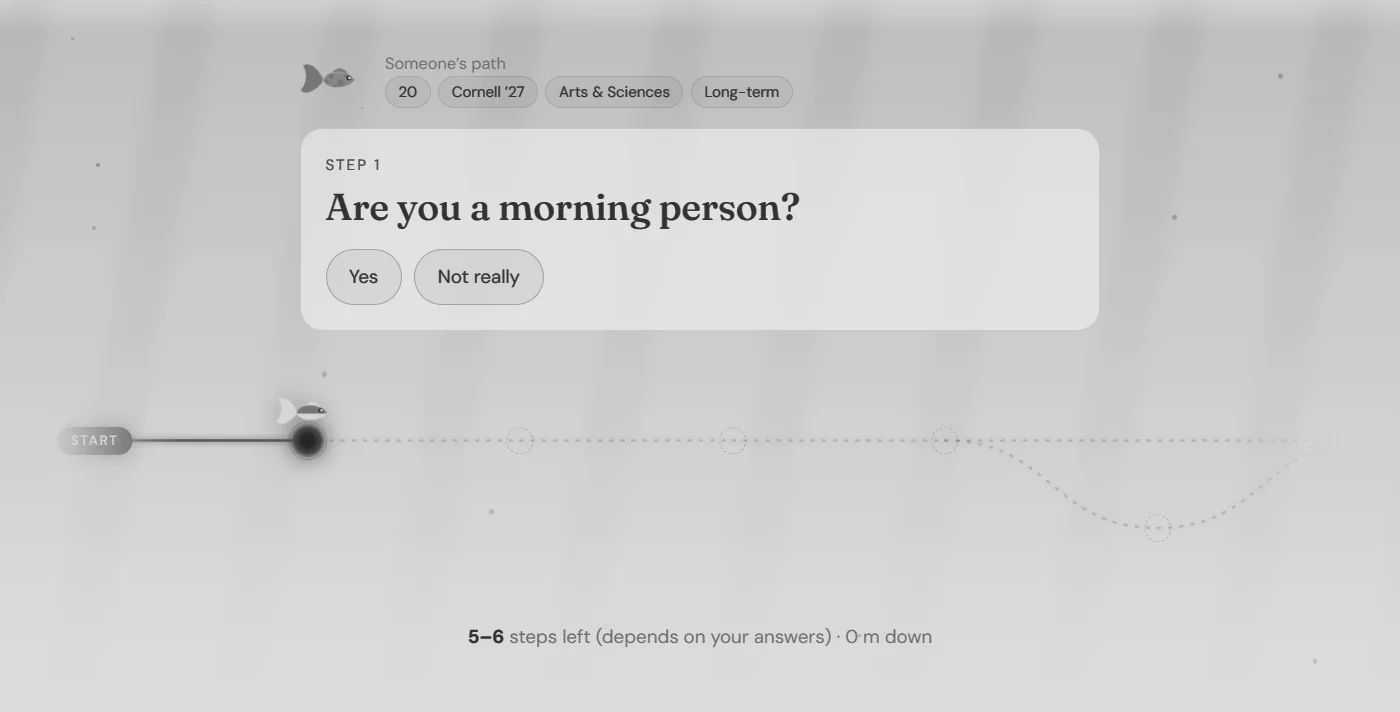 Someone's path
20 Cornell '27 Arts & Sciences Long-term
STEP 1
Are you a morning person?
Yes Not really
START
5–6 steps left (depends on your answers) · 0 m down